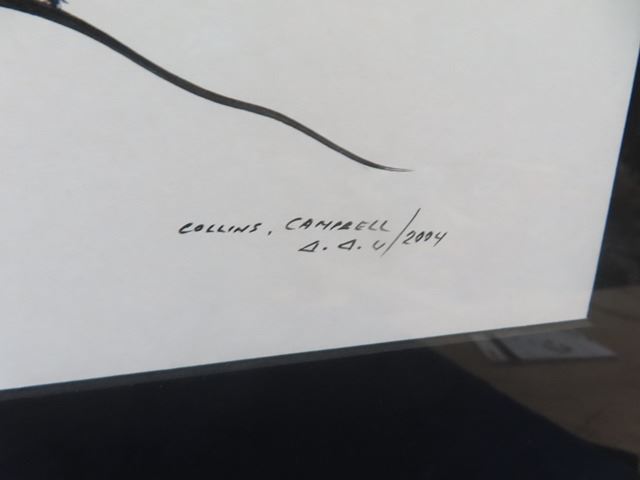 COLLINS, CAMPBELL/2004
Δ. Δ. U